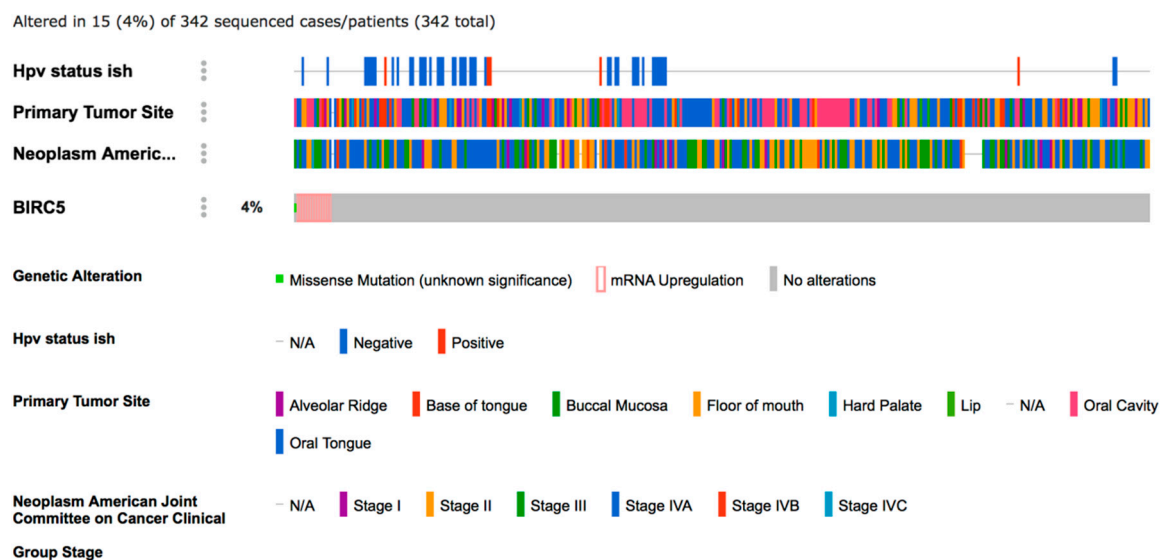 Altered in 15 (4%) of 342 sequenced cases/patients (342 total)
Hpv status ish
Primary Tumor Site
Neoplasm Americ...
BIRC5 4%
Genetic Alteration Missense Mutation (unknown significance) mRNA Upregulation No alterations
Hpv status ish N/A Negative Positive
Primary Tumor Site Alveolar Ridge Base of tongue Buccal Mucosa Floor of mouth Hard Palate Lip N/A Oral Cavity
Oral Tongue
Neoplasm American Joint
Committee on Cancer Clinical N/A Stage I Stage II Stage III Stage IVA Stage IVB Stage IVC
Group Stage